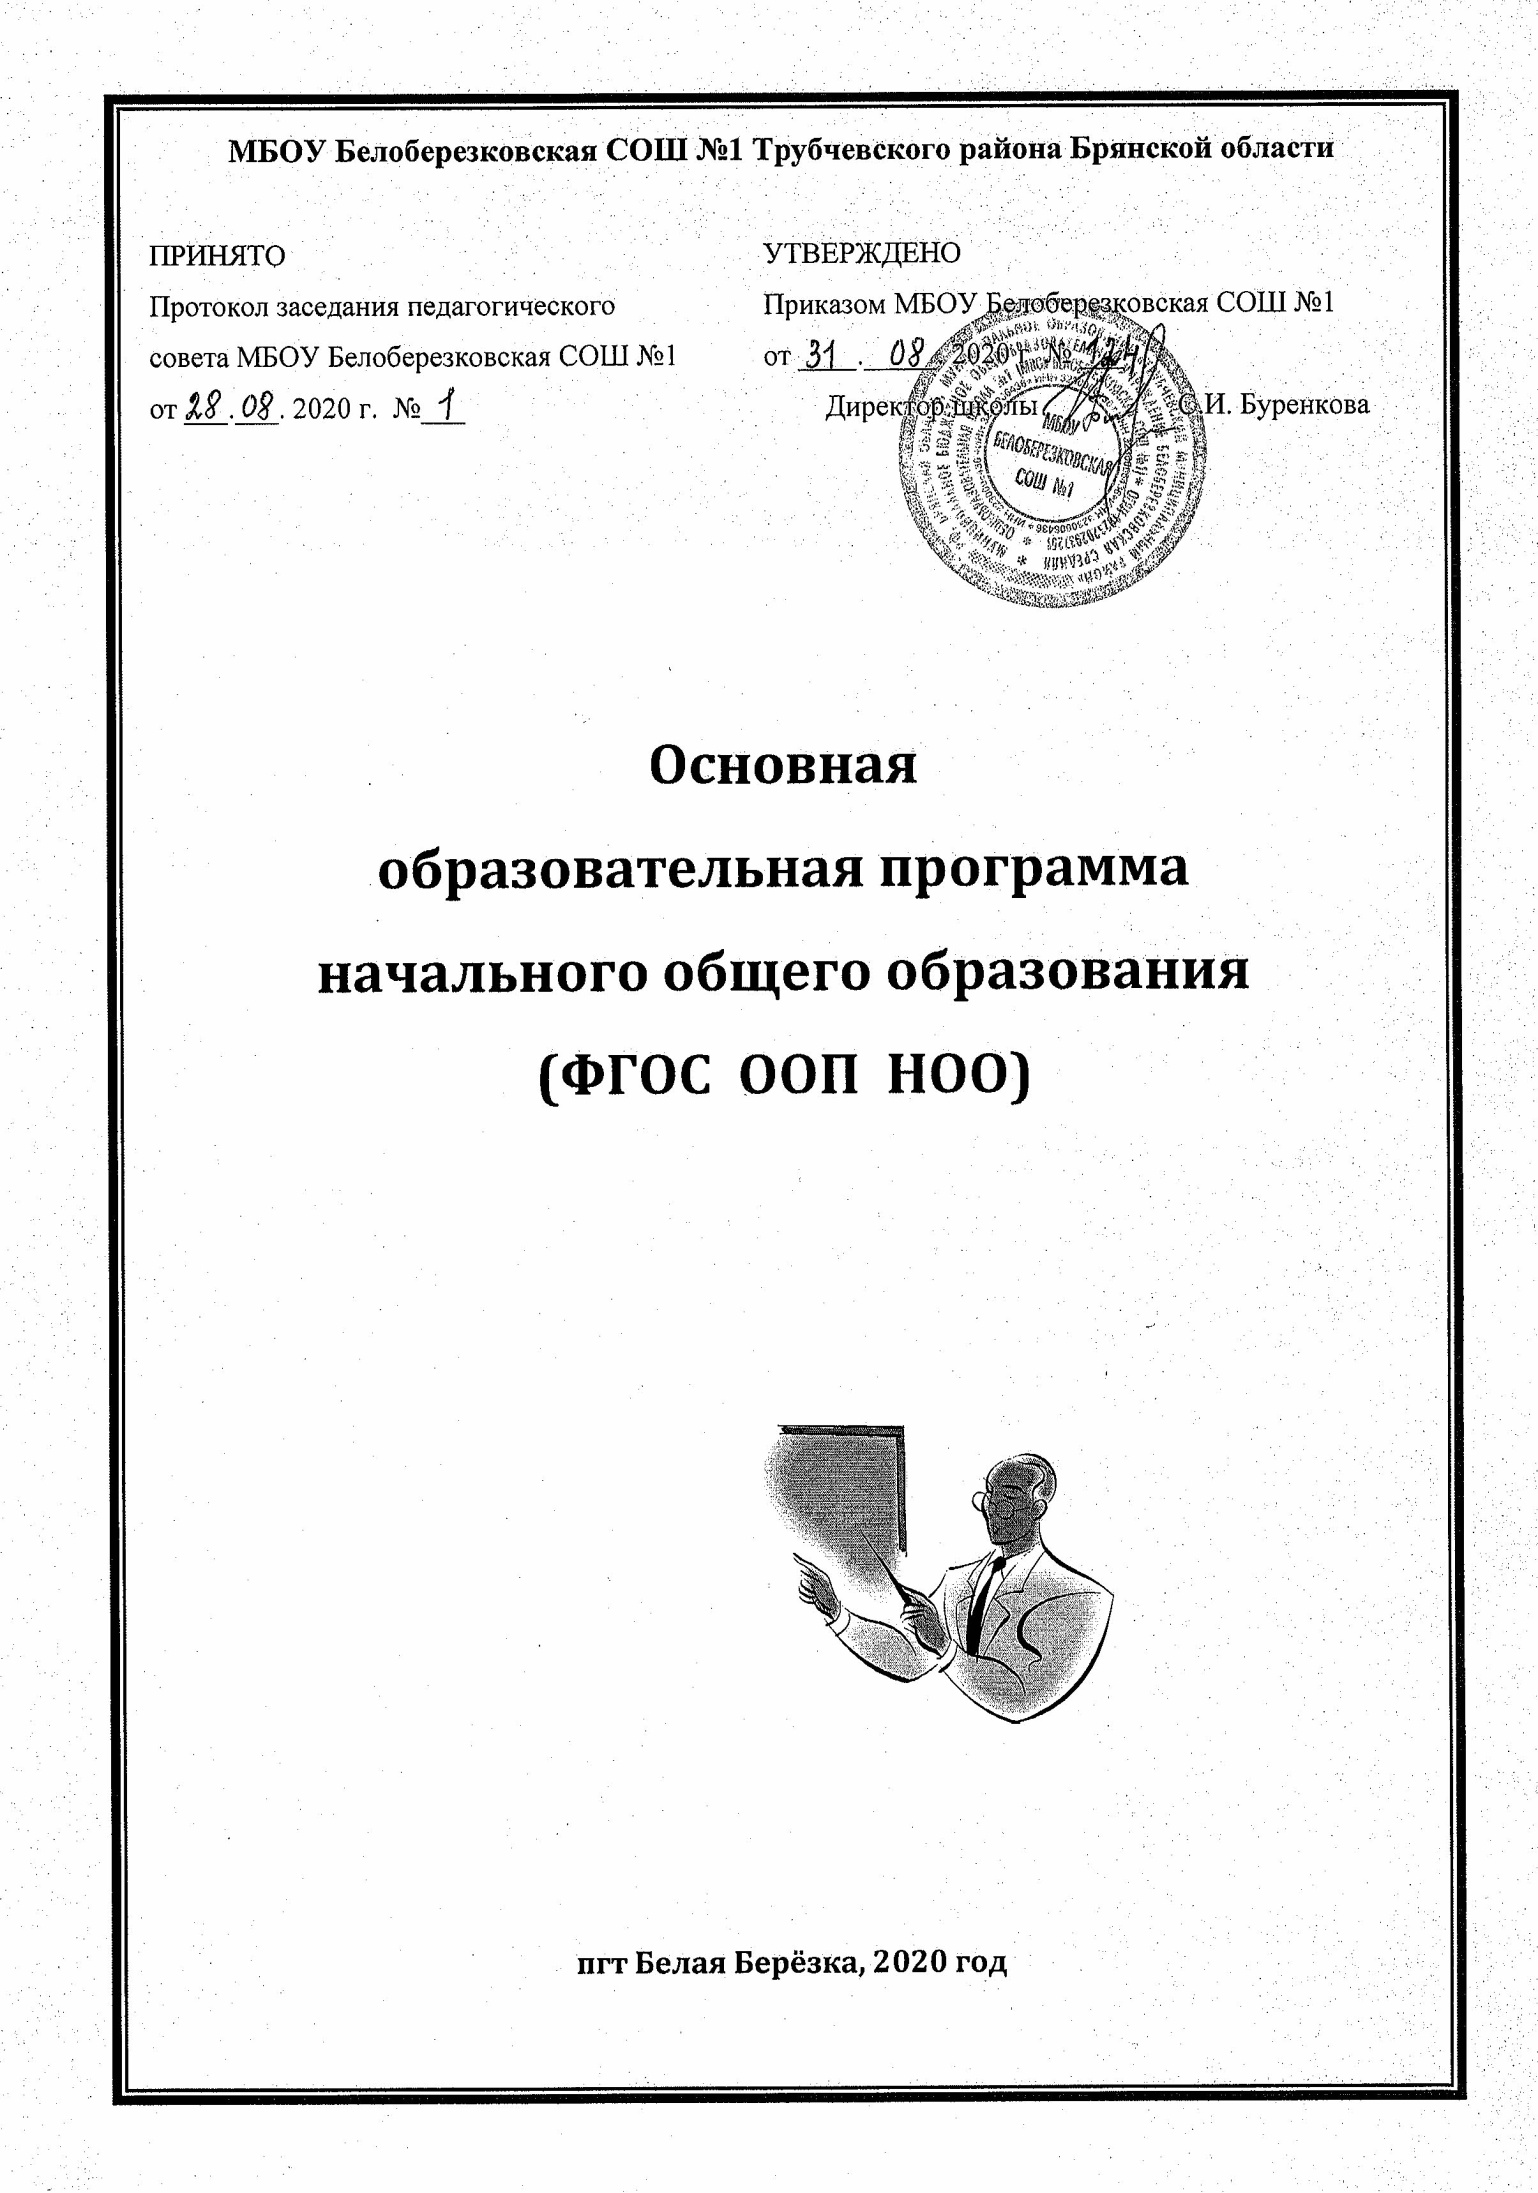 МБОУ Белоберезковская СОШ №1 Трубчевского района Брянской области
ПРИНЯТО
Протокол заседания педагогического
совета МБОУ Белоберезковская СОШ №1
от 28.08.2020 г. № 1
УТВЕРЖДЕНО
Приказом МБОУ Белоберезковская СОШ №1
от 31. 08 2020 г. №
Директор школы С.И. Буренкова
МБОУ
БЕЛОБЕРЕЗКОВСКАЯ
СОШ №1
Основная
образовательная программа
начального общего образования
(ФГОС ООП НОО)
пгт Белая Берёзка, 2020 год